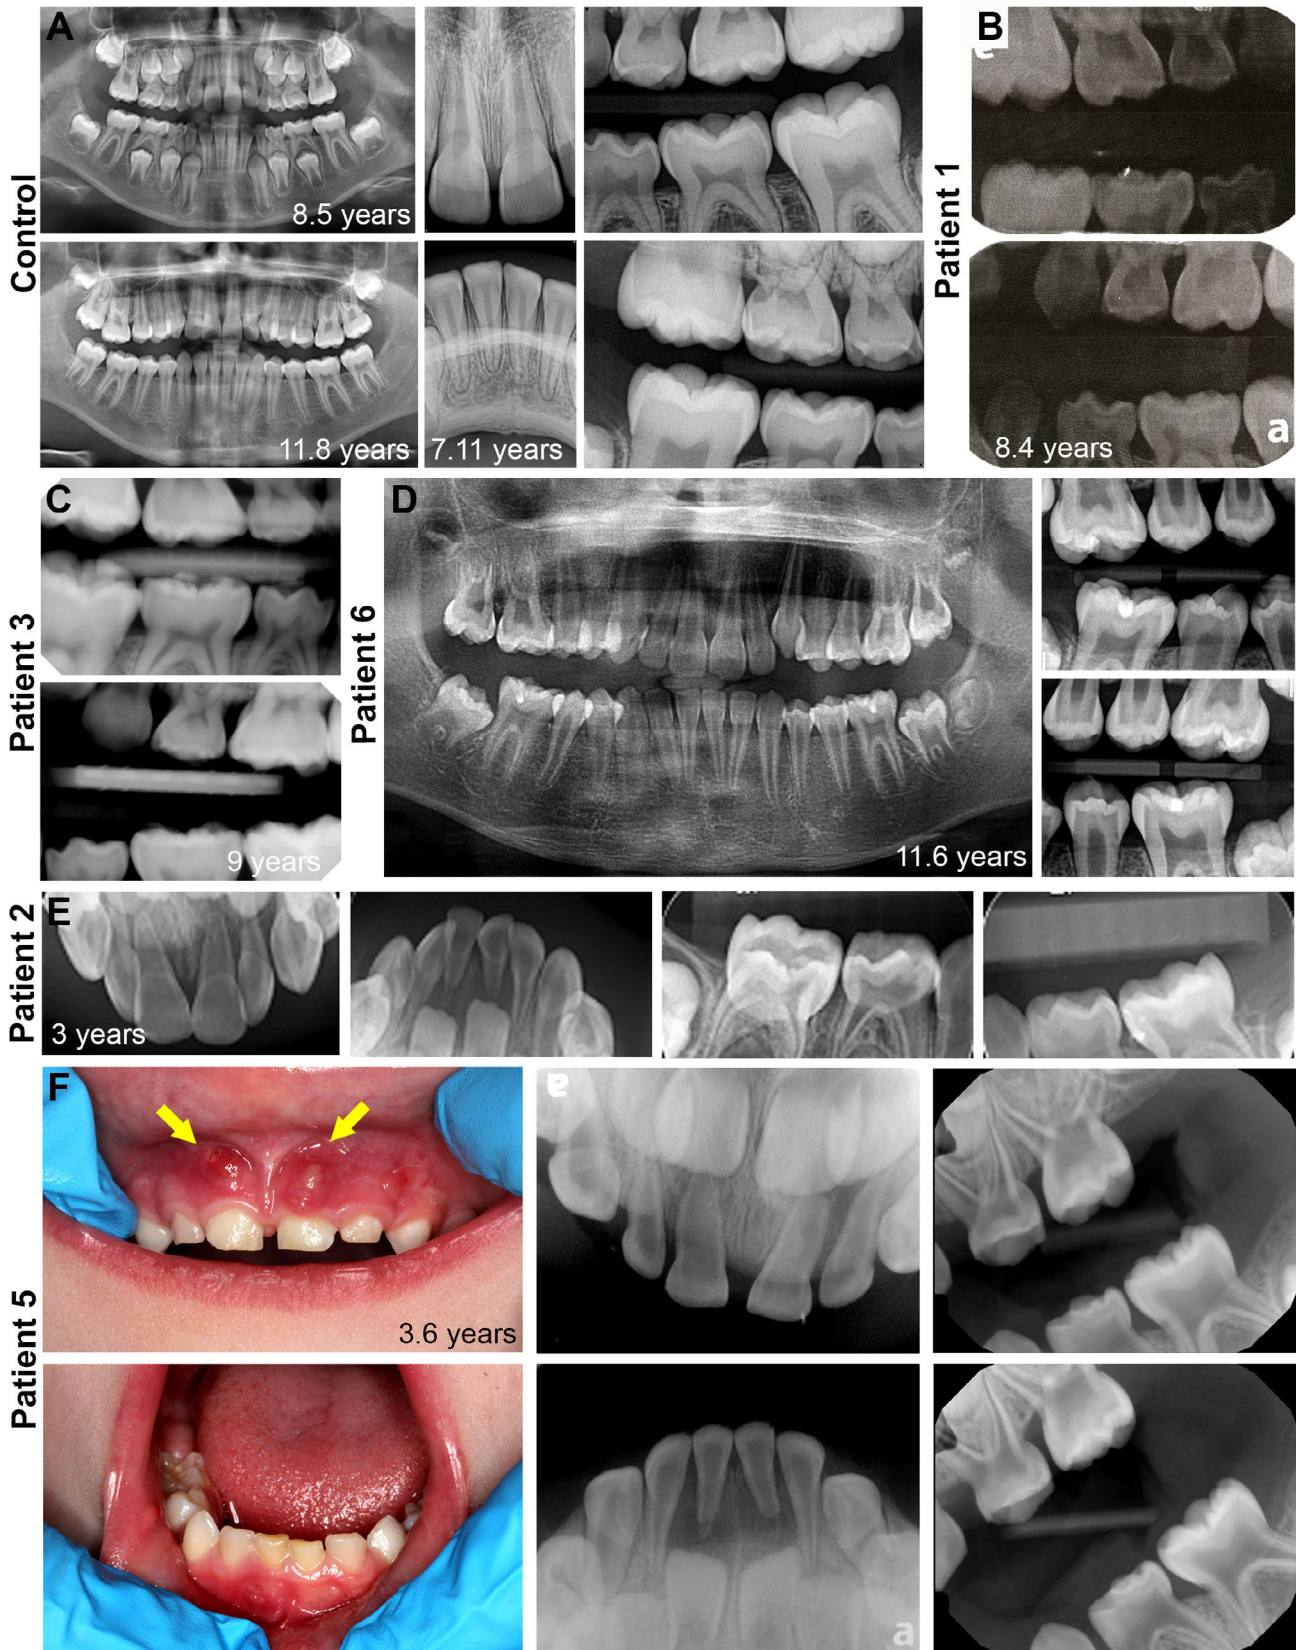 Control
A
8.5 years
11.8 years
7.11 years
Patient 1
B
8.4 years
a
Patient 3
C
9 years
Patient 6
D
11.6 years
Patient 2
E
3 years
Patient 5
F
3.6 years
a